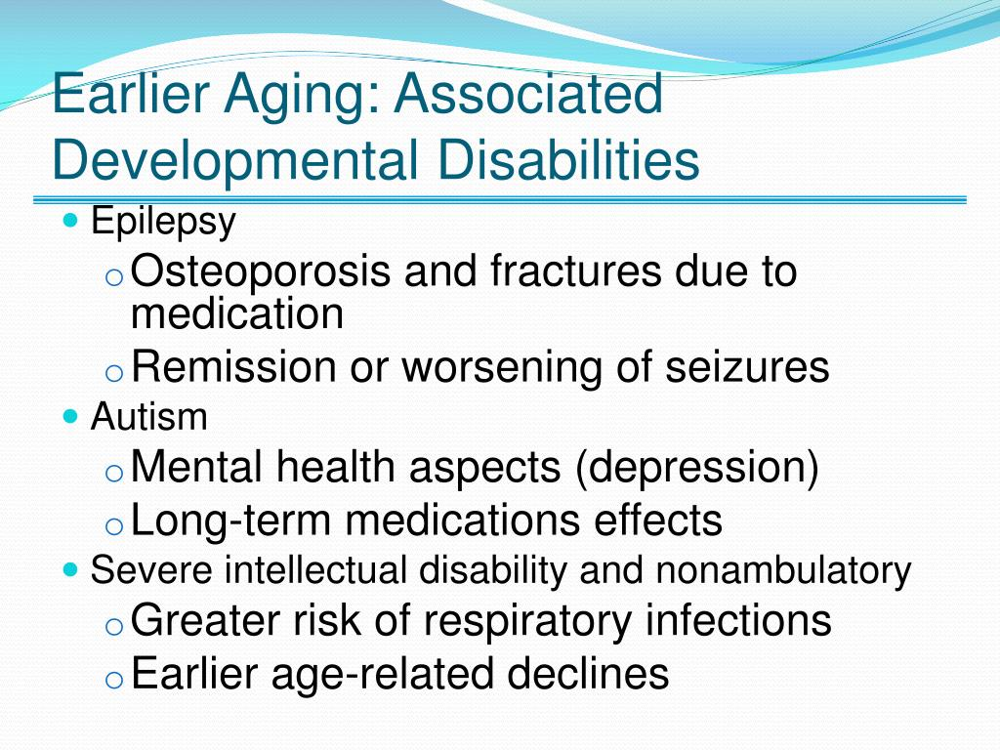 Earlier Aging: Associated
Developmental Disabilities
Epilepsy
Osteoporosis and fractures due to
medication
Remission or worsening of seizures
Autism
Mental health aspects (depression)
Long-term medications effects
Severe intellectual disability and nonambulatory
Greater risk of respiratory infections
Earlier age-related declines